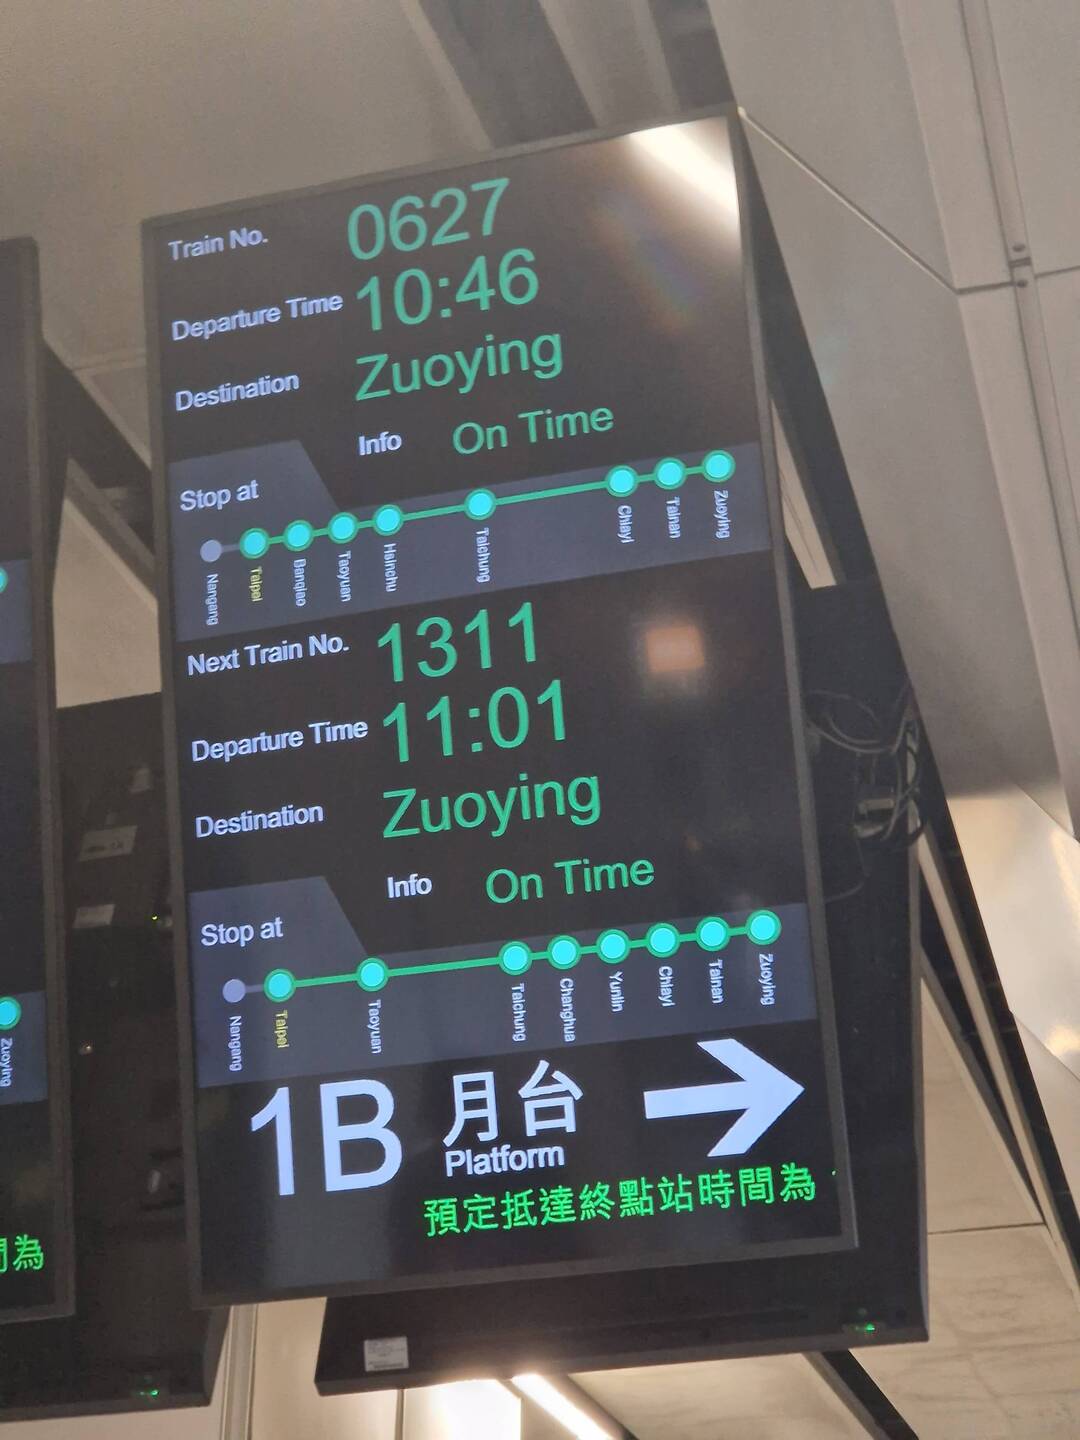 Train No. 0627
Departure Time 10:46
Destination Zuoying
Info On Time
Stop at
Nangang Taipei Banqiao Taoyuan Hsinchu Taichung Chiayi Tainan Zuoying
Next Train No. 1311
Departure Time 11:01
Destination Zuoying
Info On Time
Stop at
Nangang Taipei Taoyuan Taichung Changhua Yunlin Chiayi Tainan Zuoying
1B 月台
Platform
預定抵達終點站時間為
Zuoying
間為